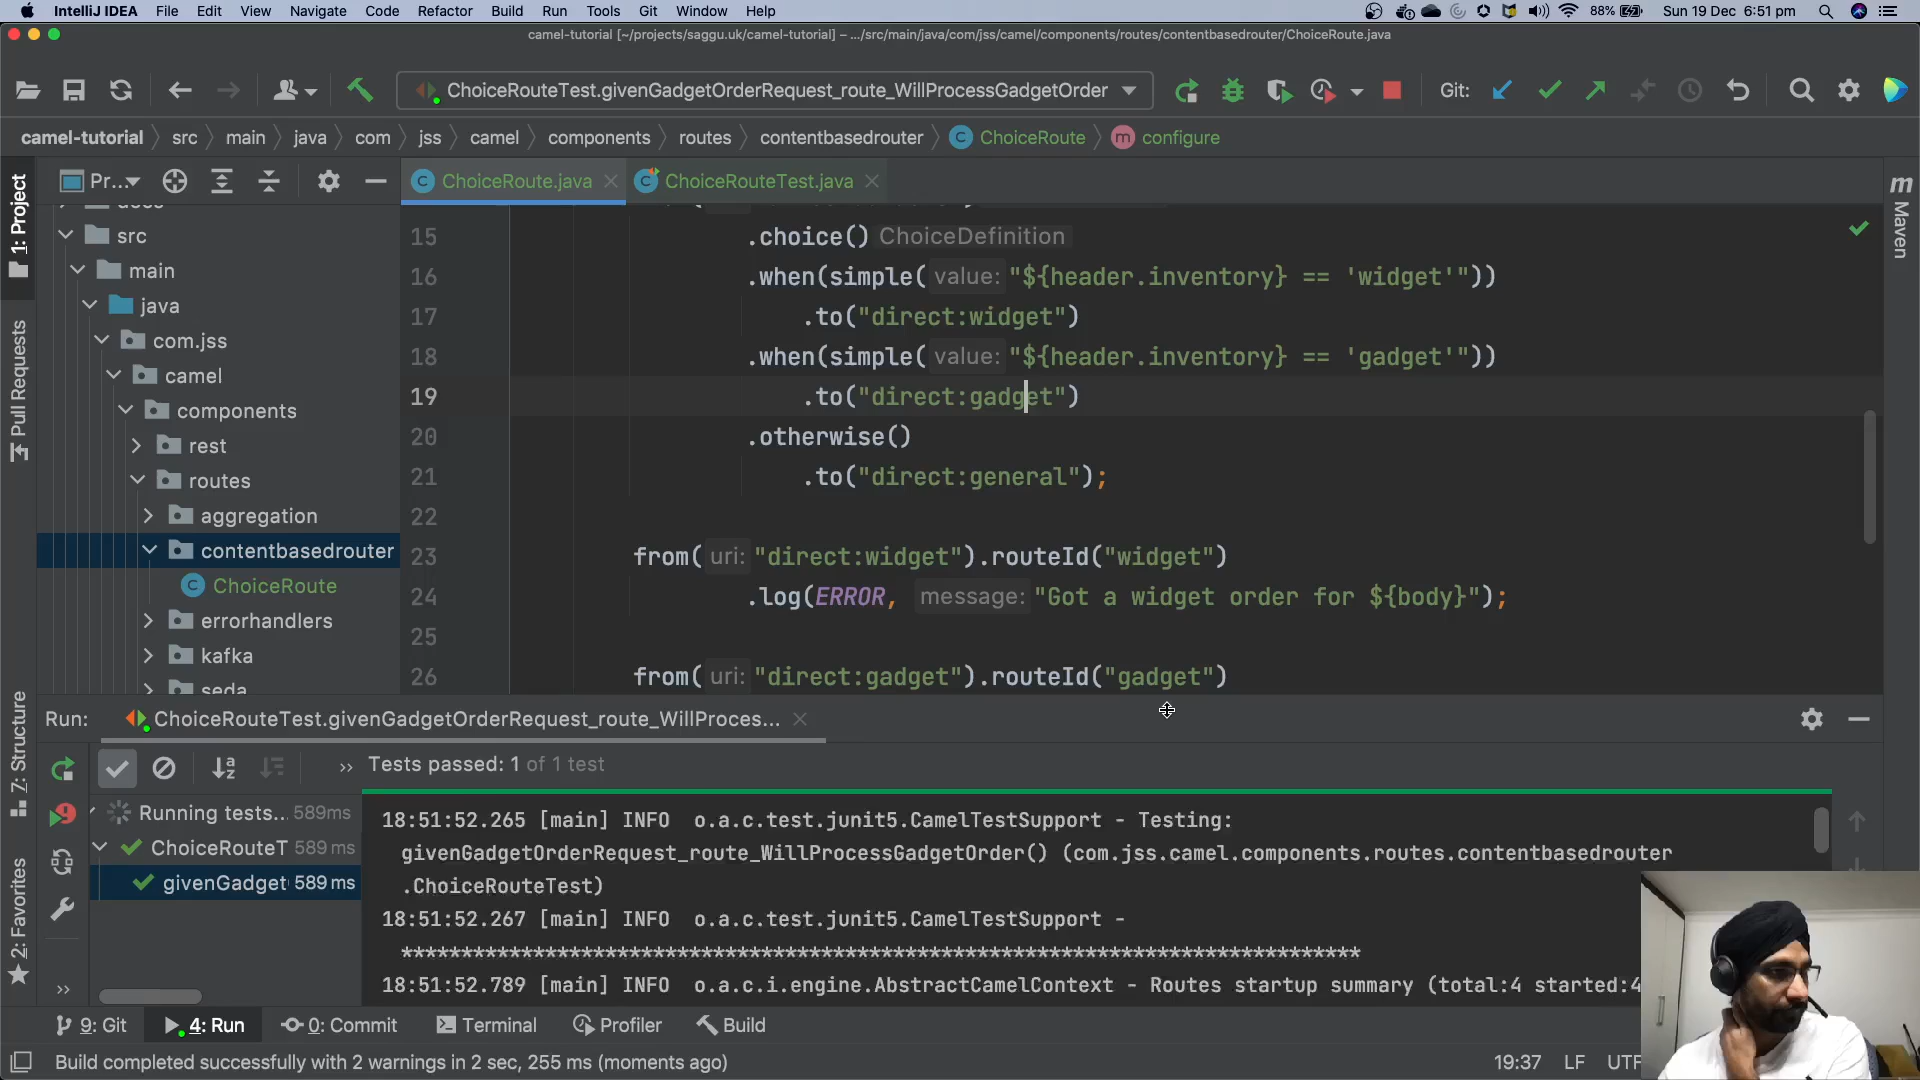 IntelliJ IDEA File Edit View Navigate Code Refactor Build Run Tools Git Window Help 88% Sun 19 Dec 6:51 pm
camel-tutorial [~/projects/saggu.uk/camel-tutorial] – .../src/main/java/com/jss/camel/components/routes/contentbasedrouter/ChoiceRoute.java
ChoiceRouteTest.givenGadgetOrderRequest_route_WillProcessGadgetOrder Git:
camel-tutorial src main java com jss camel components routes contentbasedrouter ChoiceRoute configure
1: Project
Pull Requests
Z: Structure
2: Favorites
Pr...
src
main
java
com.jss
camel
components
rest
routes
aggregation
contentbasedrouter
ChoiceRoute
errorhandlers
kafka
seda
ChoiceRoute.java ChoiceRouteTest.java
15 .choice() ChoiceDefinition
16 .when(simple( value: "${header.inventory} == 'widget'"))
17 .to("direct:widget")
18 .when(simple( value: "${header.inventory} == 'gadget'"))
19 .to("direct:gadget")
20 .otherwise()
21 .to("direct:general");
22
23 from( uri: "direct:widget").routeId("widget")
24 .log(ERROR, message: "Got a widget order for ${body}");
25
26 from( uri: "direct:gadget").routeId("gadget")
Maven
Run: ChoiceRouteTest.givenGadgetOrderRequest_route_WillProces...
Tests passed: 1 of 1 test
Running tests... 589ms
ChoiceRouteT 589 ms
givenGadget 589 ms
18:51:52.265 [main] INFO o.a.c.test.junit5.CamelTestSupport - Testing:
givenGadgetOrderRequest_route_WillProcessGadgetOrder() (com.jss.camel.components.routes.contentbasedrouter
.ChoiceRouteTest)
18:51:52.267 [main] INFO o.a.c.test.junit5.CamelTestSupport -
********************************************************************************
18:51:52.789 [main] INFO o.a.c.i.engine.AbstractCamelContext - Routes startup summary (total:4 started:4
9: Git 4: Run 0: Commit Terminal Profiler Build
Build completed successfully with 2 warnings in 2 sec, 255 ms (moments ago) 19:37 LF UTF